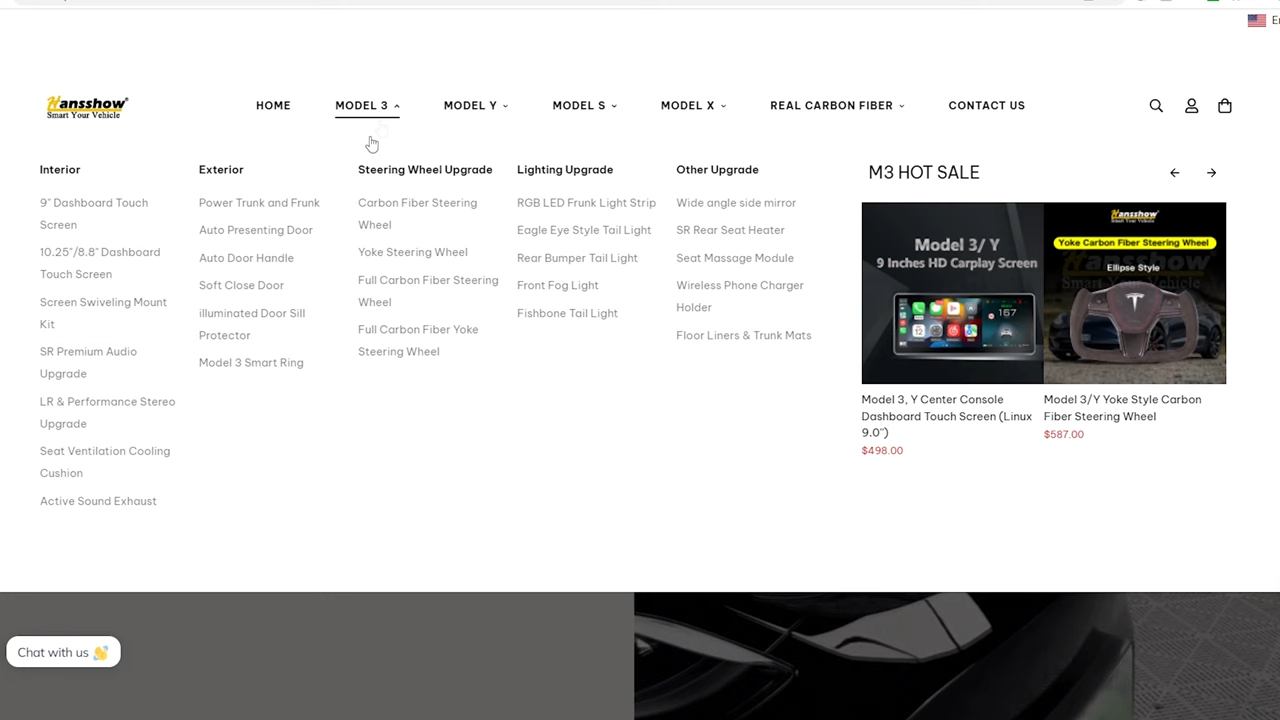 Hansshow®
Smart Your Vehicle
HOME
MODEL 3
MODEL Y
MODEL S
MODEL X
REAL CARBON FIBER
CONTACT US
Interior
9" Dashboard Touch
Screen
10.25"/8.8" Dashboard
Touch Screen
Screen Swiveling Mount
Kit
SR Premium Audio
Upgrade
LR & Performance Stereo
Upgrade
Seat Ventilation Cooling
Cushion
Active Sound Exhaust
Exterior
Power Trunk and Frunk
Auto Presenting Door
Auto Door Handle
Soft Close Door
illuminated Door Sill
Protector
Model 3 Smart Ring
Steering Wheel Upgrade
Carbon Fiber Steering
Wheel
Yoke Steering Wheel
Full Carbon Fiber Steering
Wheel
Full Carbon Fiber Yoke
Steering Wheel
Lighting Upgrade
RGB LED Frunk Light Strip
Eagle Eye Style Tail Light
Rear Bumper Tail Light
Front Fog Light
Fishbone Tail Light
Other Upgrade
Wide angle side mirror
SR Rear Seat Heater
Seat Massage Module
Wireless Phone Charger
Holder
Floor Liners & Trunk Mats
M3 HOT SALE
Model 3/ Y
9 Inches HD Carplay Screen
157
12
Model 3, Y Center Console
Dashboard Touch Screen (Linux
9.0")
$498.00
Hansshow
Smart Your Vehicle
Yoke Carbon Fiber Steering Wheel
Ellipse Style
Model 3/Y Yoke Style Carbon
Fiber Steering Wheel
$587.00
Chat with us